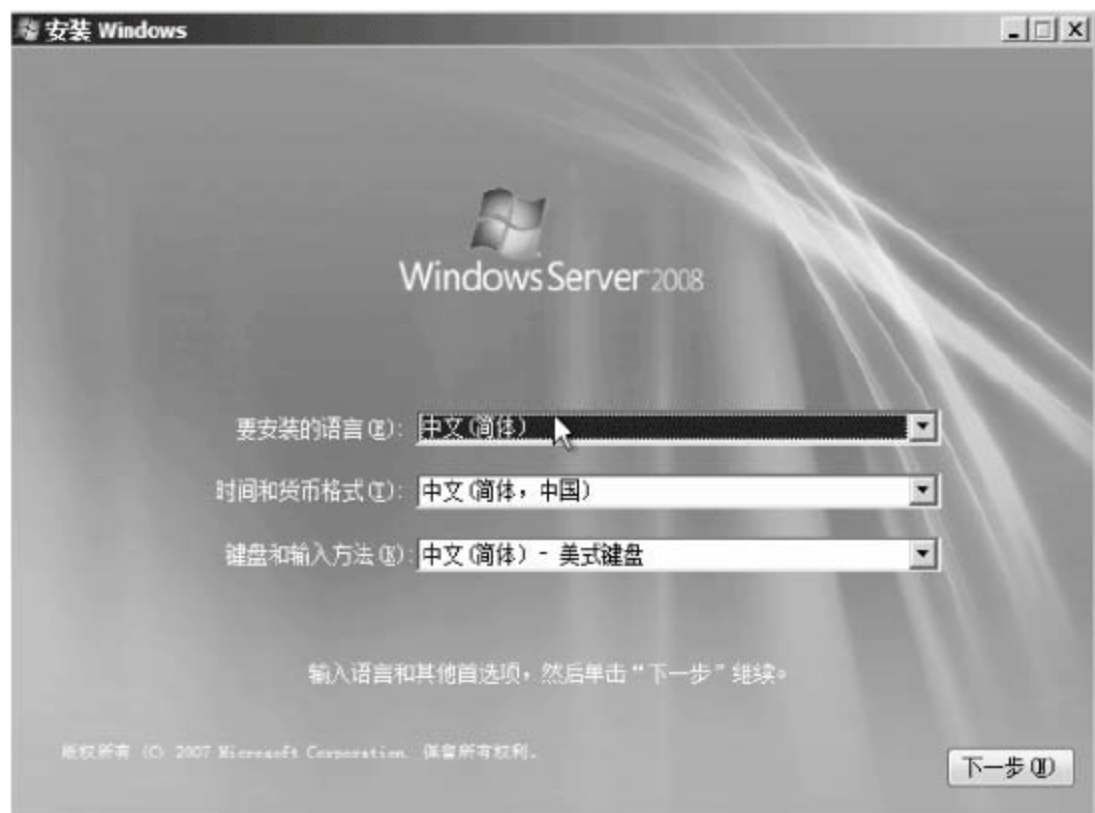 安装 Windows
Windows Server 2008
要安装的语言(E): 中文(简体)
时间和货币格式(T): 中文(简体，中国)
键盘和输入方法(K): 中文(简体) - 美式键盘
输入语言和其他首选项，然后单击“下一步”继续。
版权所有 (C) 2007 Microsoft Corporation. 保留所有权利。
下一步(N)